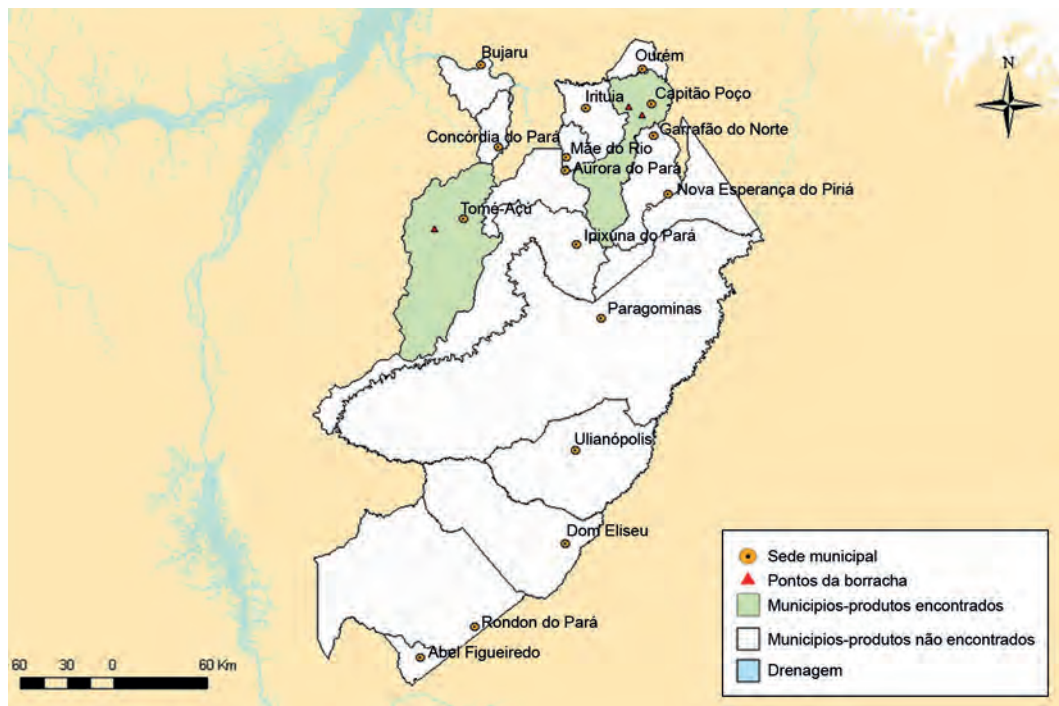 Bujaru
Ourém
N
Irituia
Capitão Poço
Concórdia do Pará
Garrafão do Norte
Mãe do Rio
Aurora do Pará
Nova Esperança do Piriá
Tomé-Açú
Ipixuna do Pará
Paragominas
Ulianópolis
Dom Eliseu
Sede municipal
Pontos da borracha
Municipios-produtos encontrados
Rondon do Pará
Municipios-produtos não encontrados
Abel Figueiredo
60 30 0 60 Km
Drenagem